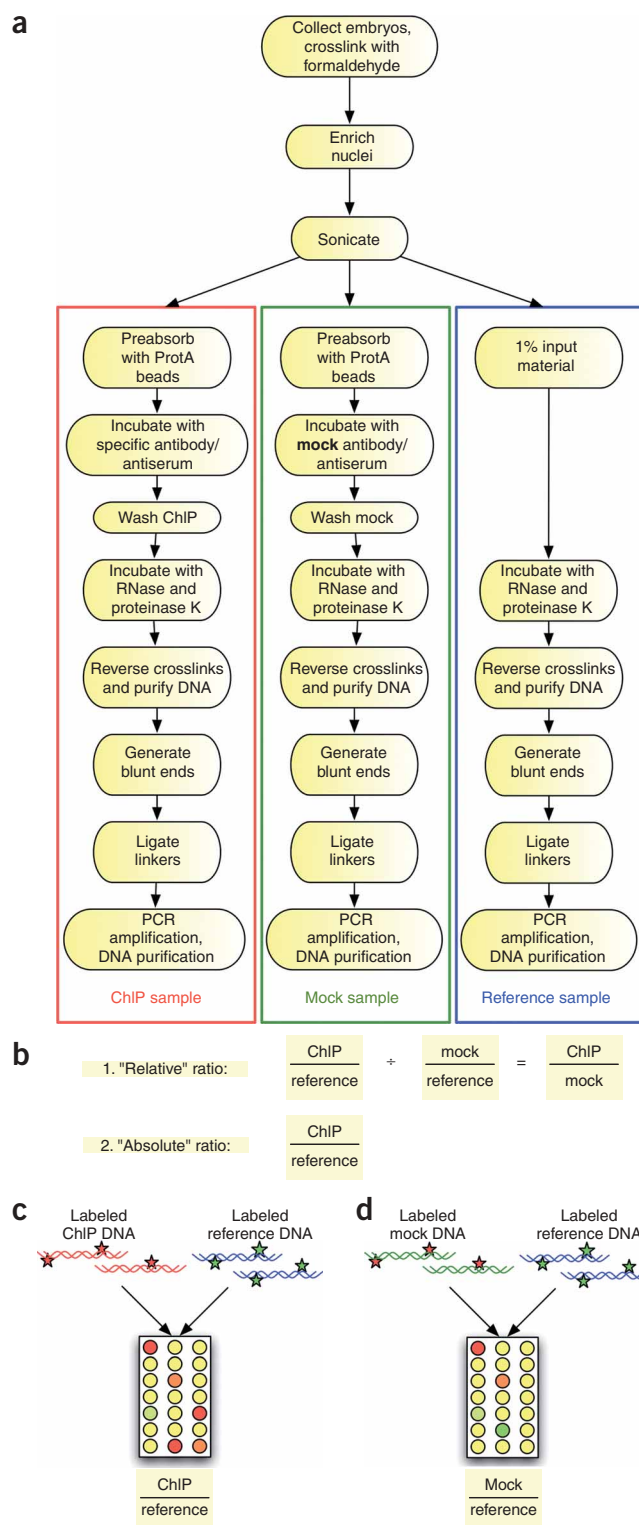 a
Collect embryos,
crosslink with
formaldehyde
Enrich
nuclei
Sonicate
Preabsorb
with ProtA
beads
Incubate with
specific antibody/
antiserum
Wash ChIP
Incubate with
RNase and
proteinase K
Reverse crosslinks
and purify DNA
Generate
blunt ends
Ligate
linkers
PCR
amplification,
DNA purification
ChIP sample
Preabsorb
with ProtA
beads
Incubate with
mock antibody/
antiserum
Wash mock
Incubate with
RNase and
proteinase K
Reverse crosslinks
and purify DNA
Generate
blunt ends
Ligate
linkers
PCR
amplification,
DNA purification
Mock sample
1% input
material
Incubate with
RNase and
proteinase K
Reverse crosslinks
and purify DNA
Generate
blunt ends
Ligate
linkers
PCR
amplification,
DNA purification
Reference sample
b
1. "Relative" ratio:
ChIP
reference
÷
mock
reference
=
ChIP
mock
2. "Absolute" ratio:
ChIP
reference
c
Labeled
ChIP DNA
Labeled
reference DNA
ChIP
reference
d
Labeled
mock DNA
Labeled
reference DNA
Mock
reference